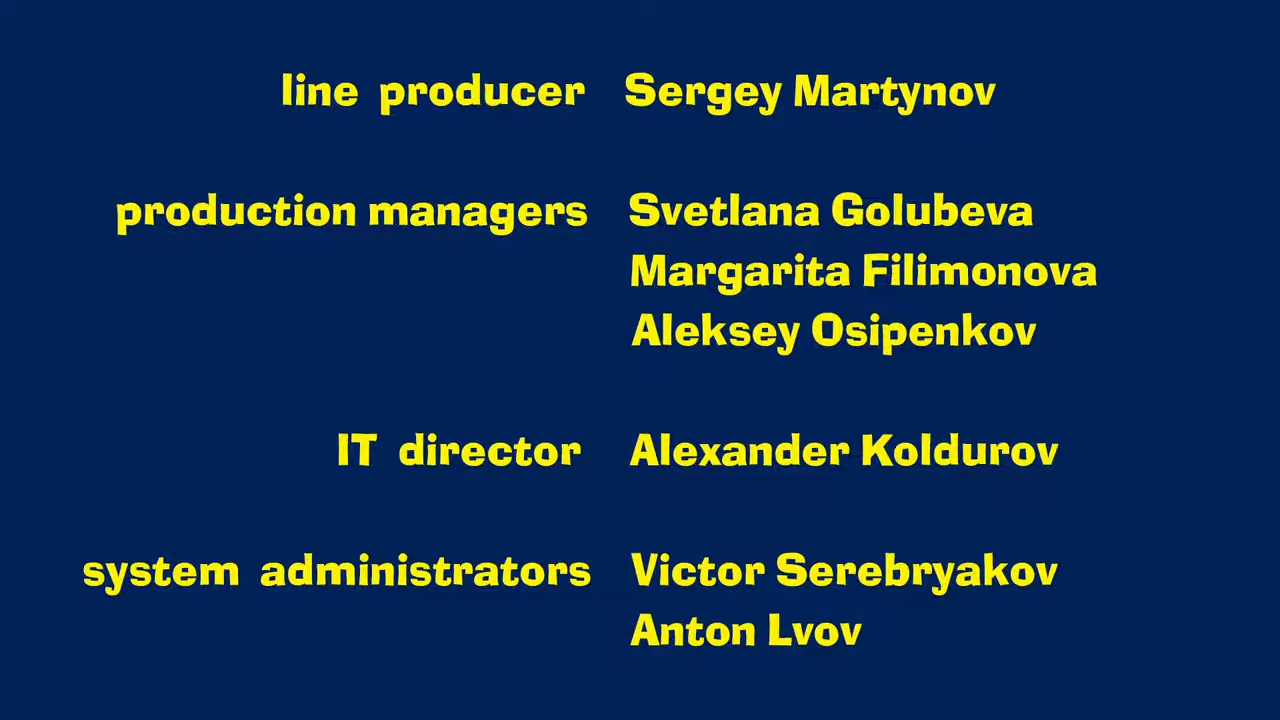 line producer Sergey Martynov
production managers Svetlana Golubeva
Margarita Filimonova
Aleksey Osipenkov
IT director Alexander Koldurov
system administrators Victor Serebryakov
Anton Lvov